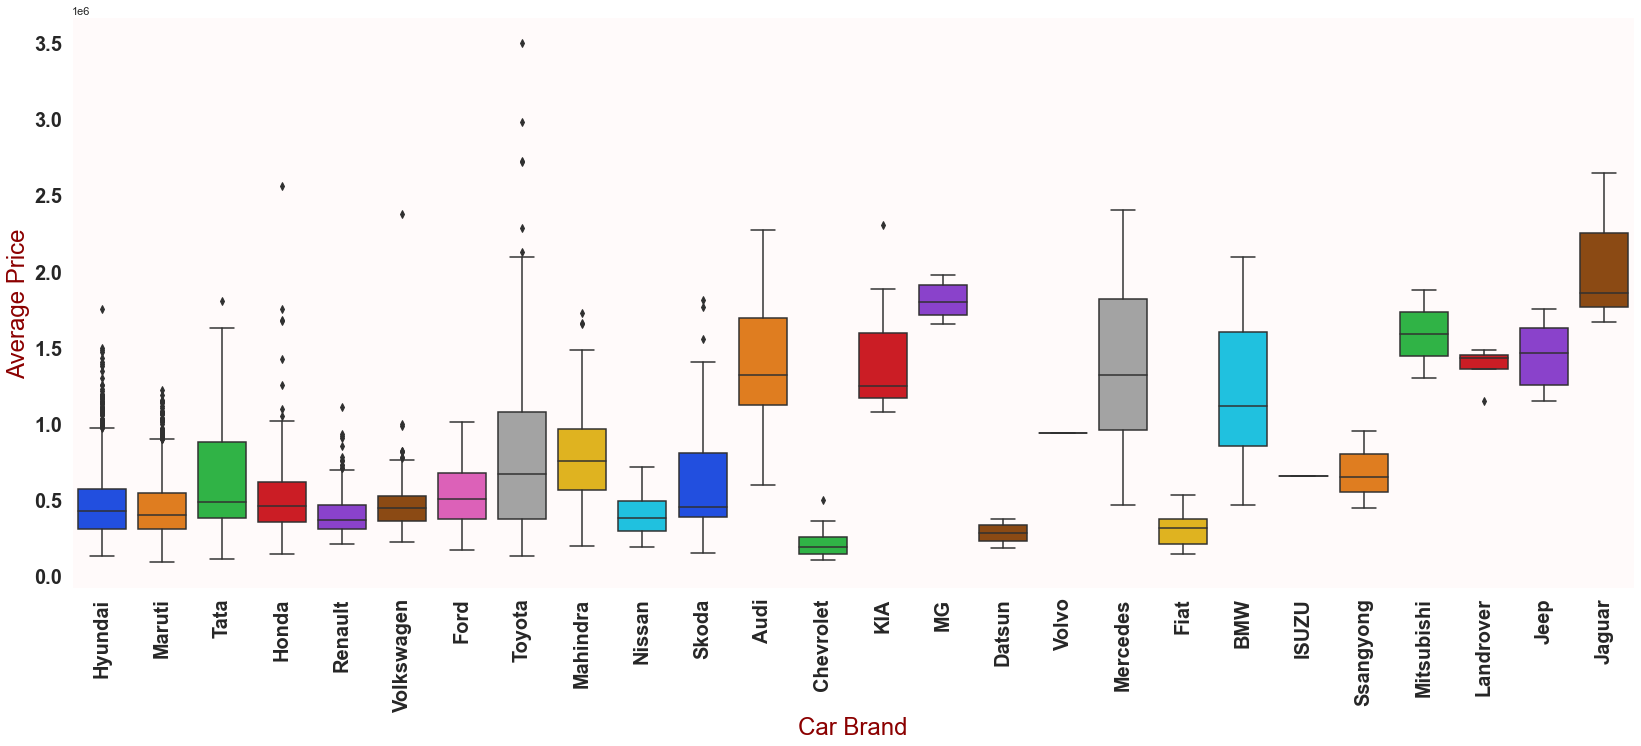 1e6
3.5
3.0
2.5
2.0
1.5
1.0
0.5
0.0
Average Price
Hyundai
Maruti
Tata
Honda
Renault
Volkswagen
Ford
Toyota
Mahindra
Nissan
Skoda
Audi
Chevrolet
KIA
MG
Datsun
Volvo
Mercedes
Fiat
BMW
ISUZU
Ssangyong
Mitsubishi
Landrover
Jeep
Jaguar
Car Brand